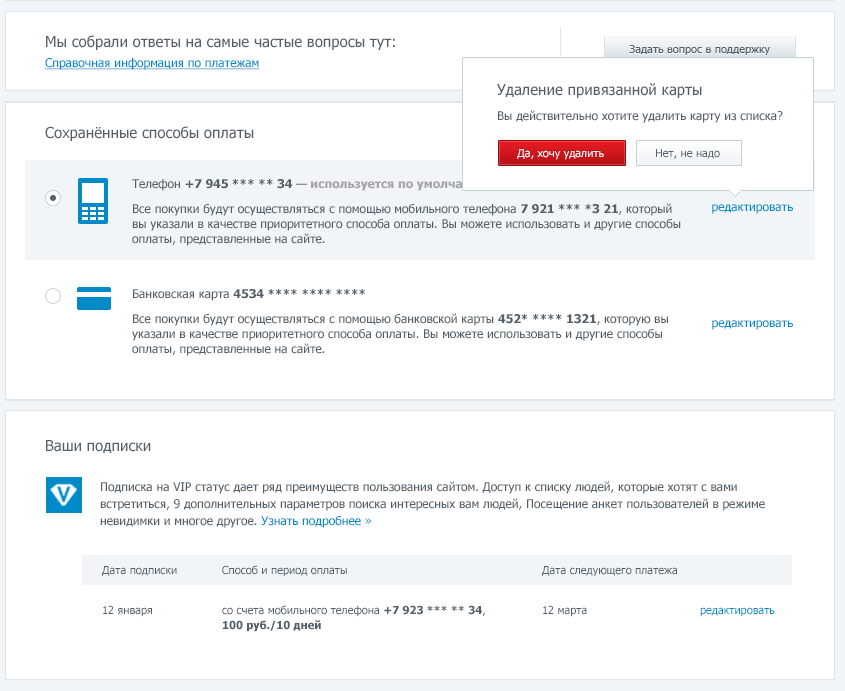 Мы собрали ответы на самые частые вопросы тут:
Справочная информация по платежам
Задать вопрос в поддержку
Удаление привязанной карты
Вы действительно хотите удалить карту из списка?
Да, хочу удалить
Нет, не надо
Сохранённые способы оплаты
Телефон +7 945 *** ** 34 — используется по умолча
Все покупки будут осуществляться с помощью мобильного телефона 7 921 *** *3 21, который
вы указали в качестве приоритетного способа оплаты. Вы можете использовать и другие способы
оплаты, представленные на сайте.
редактировать
Банковская карта 4534 **** **** ****
Все покупки будут осуществляться с помощью банковской карты 452* **** 1321, которую вы
указали в качестве приоритетного способа оплаты. Вы можете использовать и другие способы
оплаты, представленные на сайте.
редактировать
Ваши подписки
V
Подписка на VIP статус дает ряд преимуществ пользования сайтом. Доступ к списку людей, которые хотят с вами
встретиться, 9 дополнительных параметров поиска интересных вам людей, Посещение анкет пользователей в режиме
невидимки и многое другое. Узнать подробнее »
Дата подписки Способ и период оплаты Дата следующего платежа
12 января со счета мобильного телефона +7 923 *** ** 34, 12 марта редактировать
100 руб./10 дней